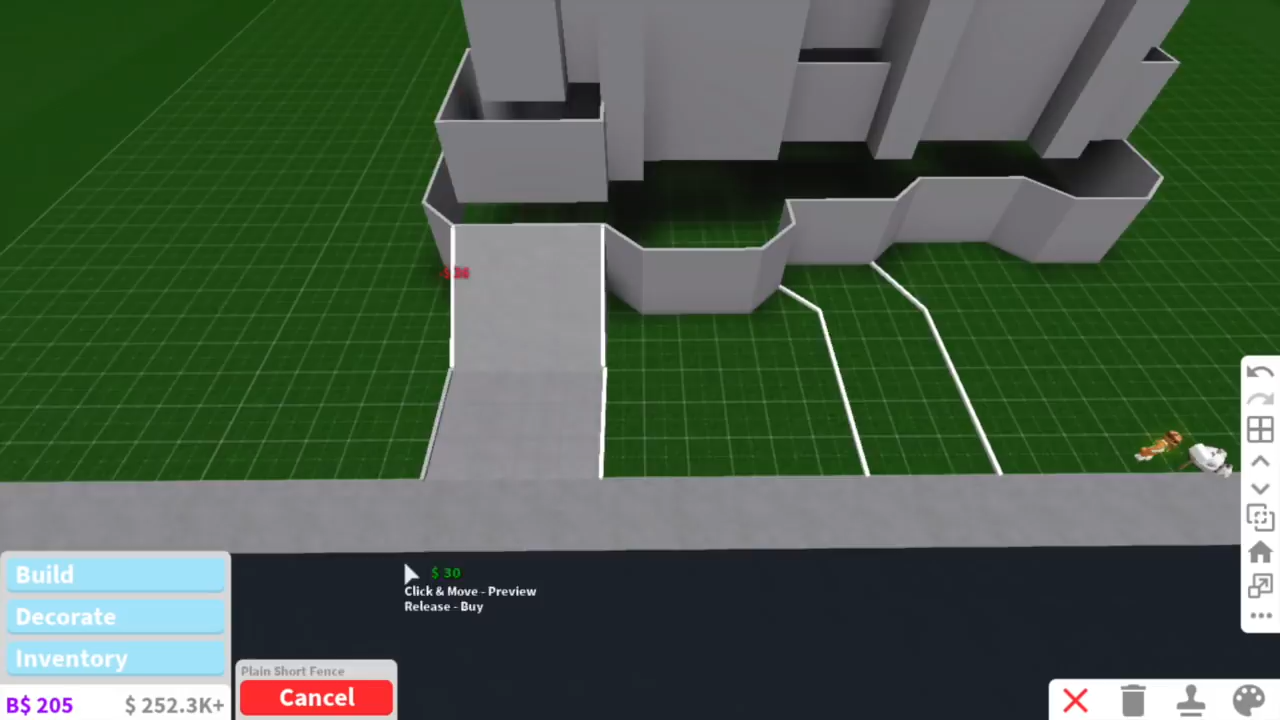 $ 30
Click & Move - Preview
Release - Buy
Build
Decorate
Inventory
B$ 205
$ 252.3K+
Plain Short Fence
Cancel